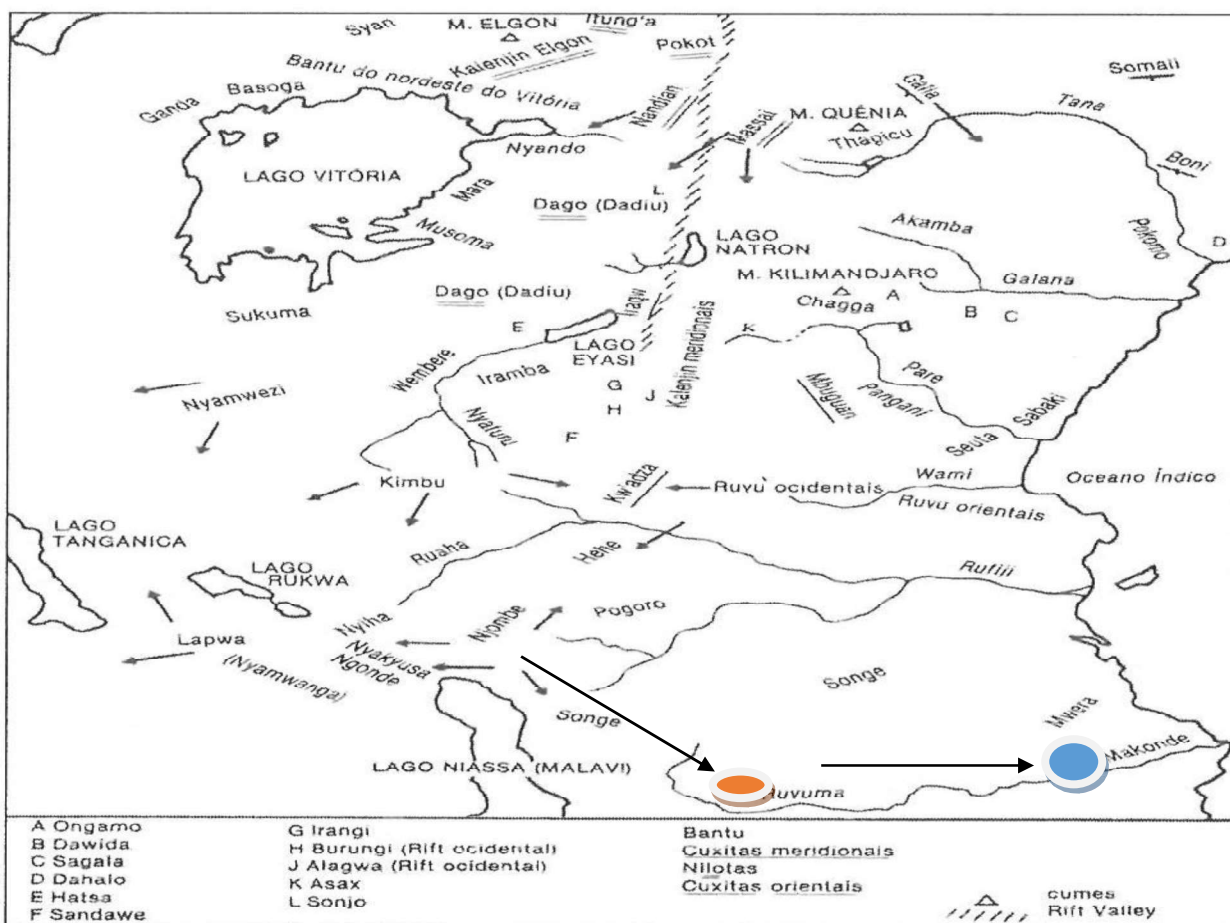 Syan
M. ELGON
Itung'a
Kalenjin Elgon
Pokot
Somali
Bantu do nordeste do Vitória
Basoga
Ganda
Nandian
Massai
M. QUÉNIA
Galla
Tana
Thagicu
Nyando
LAGO VITÓRIA
Boni
Mara
L
Dago (Dadiu)
Akamba
Pokomo
D
Musoma
LAGO
NATRON
M. KILIMANDJARO
Galana
Dago (Dadiu)
Iraqw
Chagga
A
B
C
Sukuma
E
LAGO
EYASI
Kalenjin meridionais
K
Wembere
Iramba
Pare
G
J
H
Mbuguan
Pangani
Sabaki
Nyamwezi
Nyaturu
F
Seuta
Kimbu
Kw'adza
Ruvu ocidentais
Wami
Oceano Índico
Ruvu orientais
LAGO
TANGANICA
Ruaha
Hehe
LAGO
RUKWA
Rufiji
Pogoro
Nyiha
Njombe
Lapwa
Nyakyusa
Ngonde
(Nyamwanga)
Songe
Songe
Mwera
Makonde
LAGO NIASSA (MALAVI)
Ruvuma
A Ongamo
B Dawida
C Sagala
D Dahalo
E Hatsa
F Sandawe
G Irangi
H Burungi (Rift ocidental)
J Alagwa (Rift ocidental)
K Asax
L Sonjo
Bantu
Cuxitas meridionais
Nilotas
Cuxitas orientais
cumes
Rift Valley